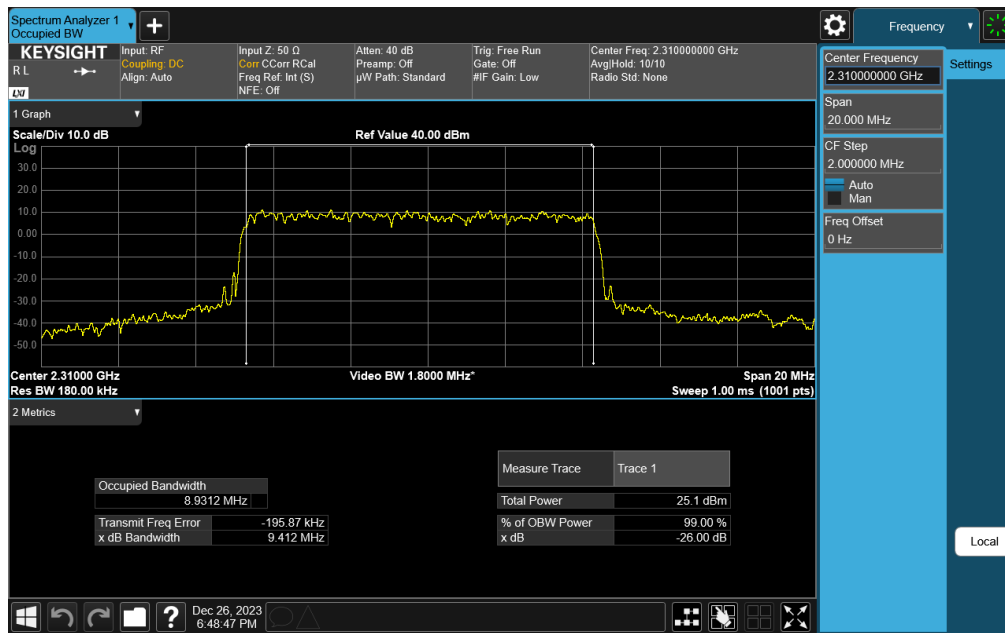 Spectrum Analyzer 1
Occupied BW
Frequency
KEYSIGHT
R L
LXI
Input: RF
Coupling: DC
Align: Auto
Input Z: 50 Ω
Corr CCorr RCal
Freq Ref: Int (S)
NFE: Off
Atten: 40 dB
Preamp: Off
µW Path: Standard
Trig: Free Run
Gate: Off
#IF Gain: Low
Center Freq: 2.310000000 GHz
Avg|Hold: 10/10
Radio Std: None
Center Frequency
2.310000000 GHz
Settings
Span
20.000 MHz
CF Step
2.000000 MHz
Auto
Man
Freq Offset
0 Hz
1 Graph
Scale/Div 10.0 dB
Ref Value 40.00 dBm
Log
30.0
20.0
10.0
0.00
-10.0
-20.0
-30.0
-40.0
-50.0
Center 2.31000 GHz
Video BW 1.8000 MHz*
Span 20 MHz
Res BW 180.00 kHz
Sweep 1.00 ms (1001 pts)
2 Metrics
Measure Trace Trace 1
Occupied Bandwidth
8.9312 MHz
Total Power 25.1 dBm
Transmit Freq Error -195.87 kHz
% of OBW Power 99.00 %
x dB Bandwidth 9.412 MHz
x dB -26.00 dB
Local
?
Dec 26, 2023
6:48:47 PM